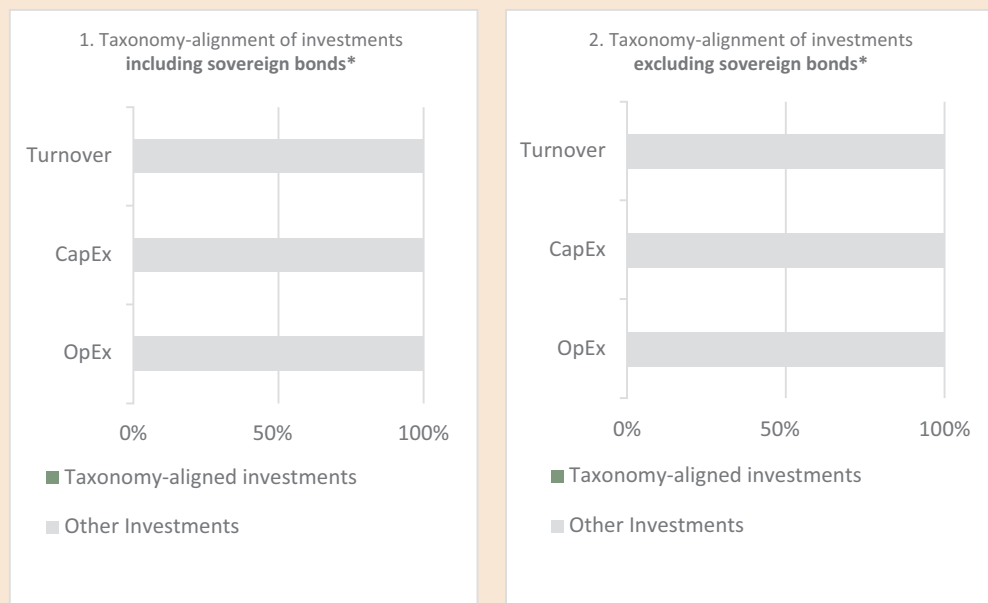 1. Taxonomy-alignment of investments
including sovereign bonds*
Turnover
CapEx
OpEx
0% 50% 100%
Taxonomy-aligned investments
Other Investments
2. Taxonomy-alignment of investments
excluding sovereign bonds*
Turnover
CapEx
OpEx
0% 50% 100%
Taxonomy-aligned investments
Other Investments